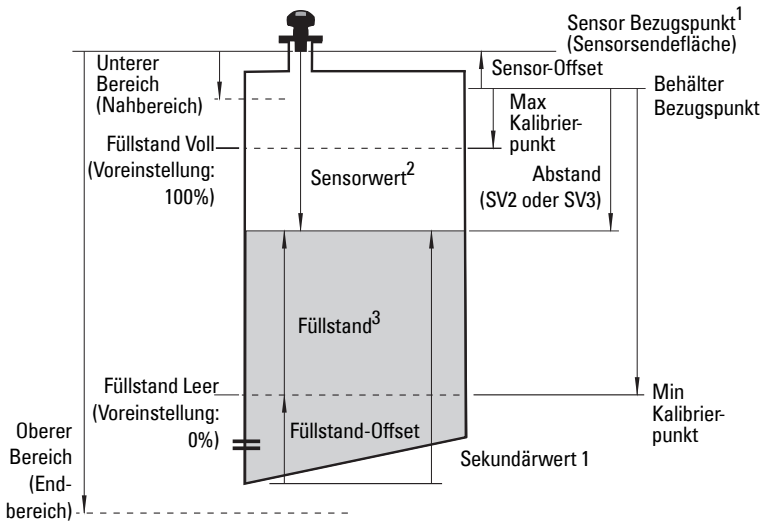 Sensor Bezugspunkt1
(Sensorsendefläche)
Unterer
Bereich
(Nahbereich)
Sensor-Offset
Behälter
Bezugspunkt
Max
Kalibrier-
punkt
Füllstand Voll
(Voreinstellung:
100%)
Sensorwert2
Abstand
(SV2 oder SV3)
Füllstand3
Füllstand Leer
(Voreinstellung:
0%)
Min
Kalibrier-
punkt
Füllstand-Offset
Oberer
Bereich
(End-
bereich)
Sekundärwert 1